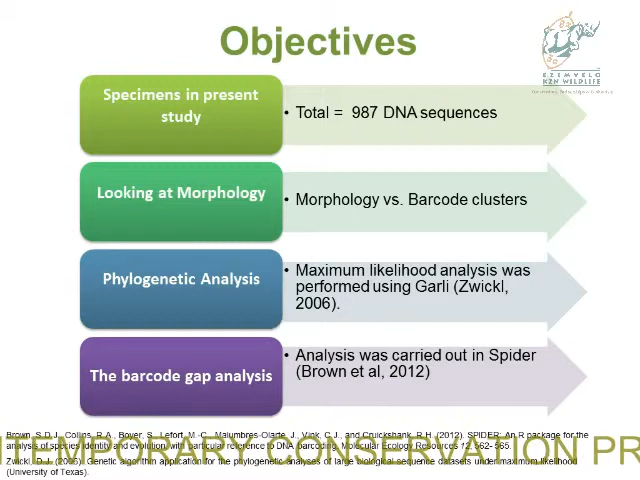 Objectives
EZEMVELO
KZN WILDLIFE
Specimens in present
study
• Total = 987 DNA sequences
Looking at Morphology
• Morphology vs. Barcode clusters
Phylogenetic Analysis
• Maximum likelihood analysis was
performed using Garli (Zwickl,
2006).
The barcode gap analysis
• Analysis was carried out in Spider
(Brown et al, 2012)
Brown, S.D.J., Collins, R.A., Boyer, S., Lefort, M.-C., Malumbres-Olarte, J., Vink, C.J., and Cruickshank, R.H. (2012). SPIDER: An R package for the
analysis of species identity and evolution, with particular reference to DNA barcoding. Molecular Ecology Resources 12, 562- 565.
TEMPORARY CONSERVATION PR
Zwickl, D.J. (2006). Genetic algorithm application for the phylogenetic analyses of large biological sequence datasets under maximum likelihood
(University of Texas).